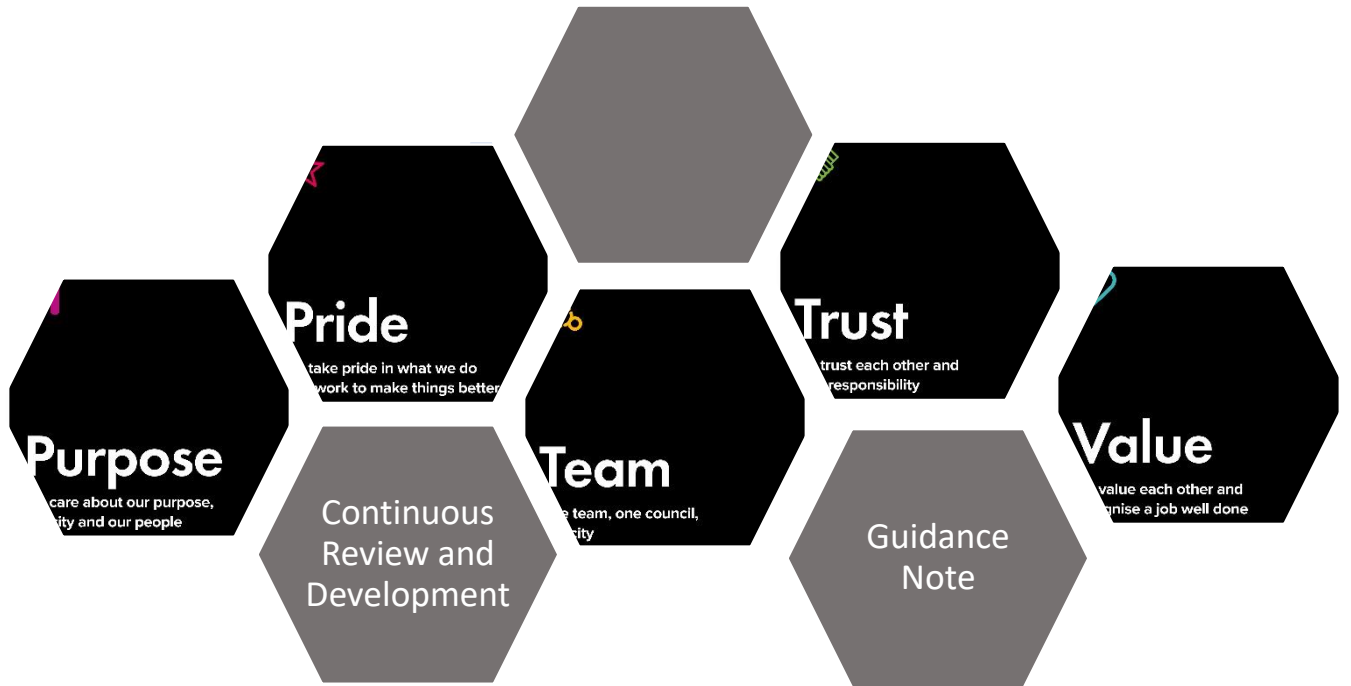 Pride
take pride in what we do
work to make things better
Trust
trust each other and
responsibility
Purpose
care about our purpose,
ity and our people
Team
e team, one council,
city
Value
value each other and
gnise a job well done
Continuous
Review and
Development
Guidance
Note